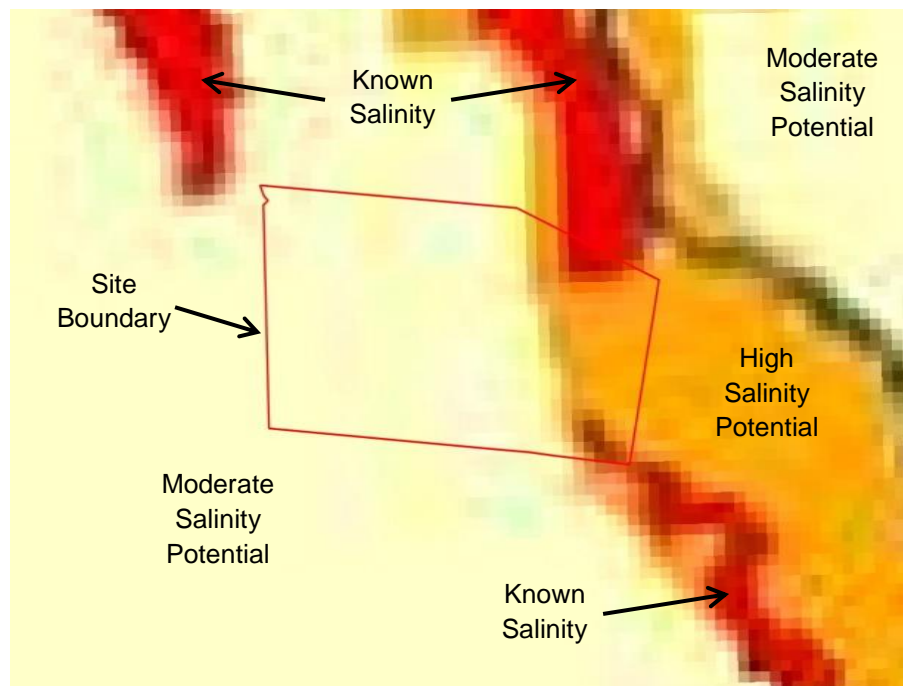 Known
Salinity
Moderate
Salinity
Potential
Site
Boundary
High
Salinity
Potential
Moderate
Salinity
Potential
Known
Salinity